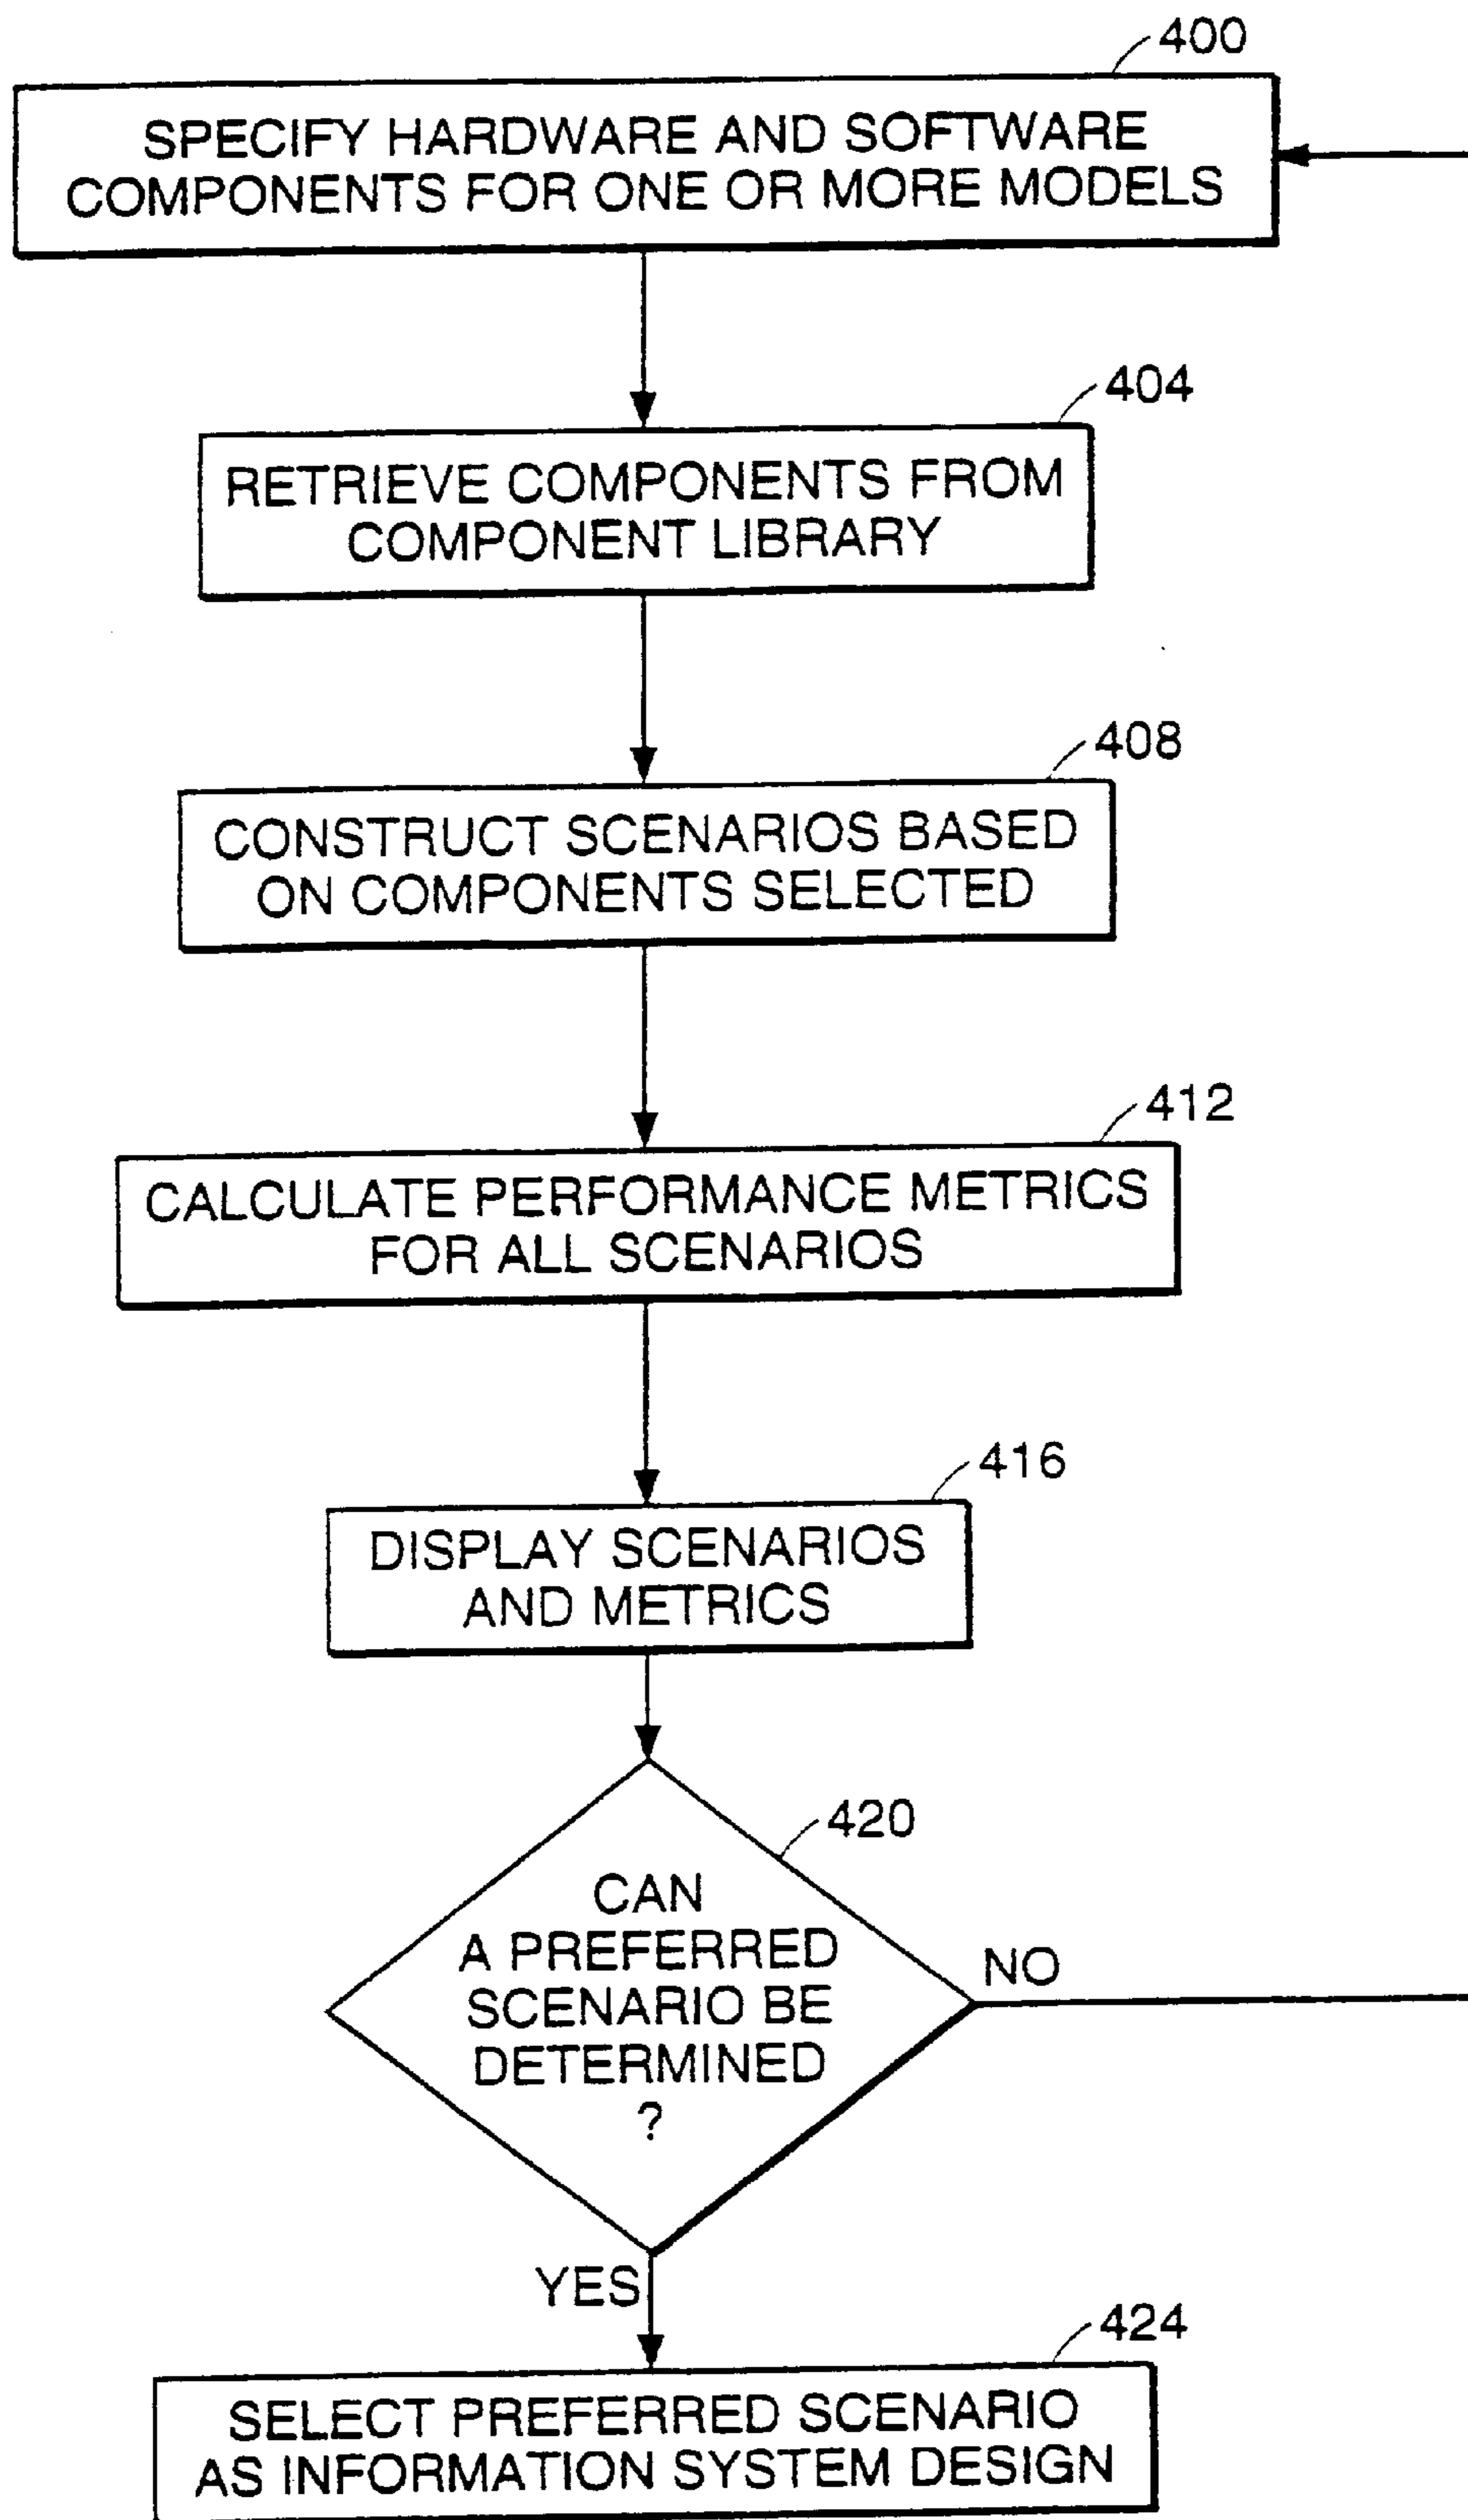 400
SPECIFY HARDWARE AND SOFTWARE
COMPONENTS FOR ONE OR MORE MODELS
404
RETRIEVE COMPONENTS FROM
COMPONENT LIBRARY
408
CONSTRUCT SCENARIOS BASED
ON COMPONENTS SELECTED
412
CALCULATE PERFORMANCE METRICS
FOR ALL SCENARIOS
416
DISPLAY SCENARIOS
AND METRICS
420
CAN
A PREFERRED
SCENARIO BE
DETERMINED
?
NO
YES
424
SELECT PREFERRED SCENARIO
AS INFORMATION SYSTEM DESIGN